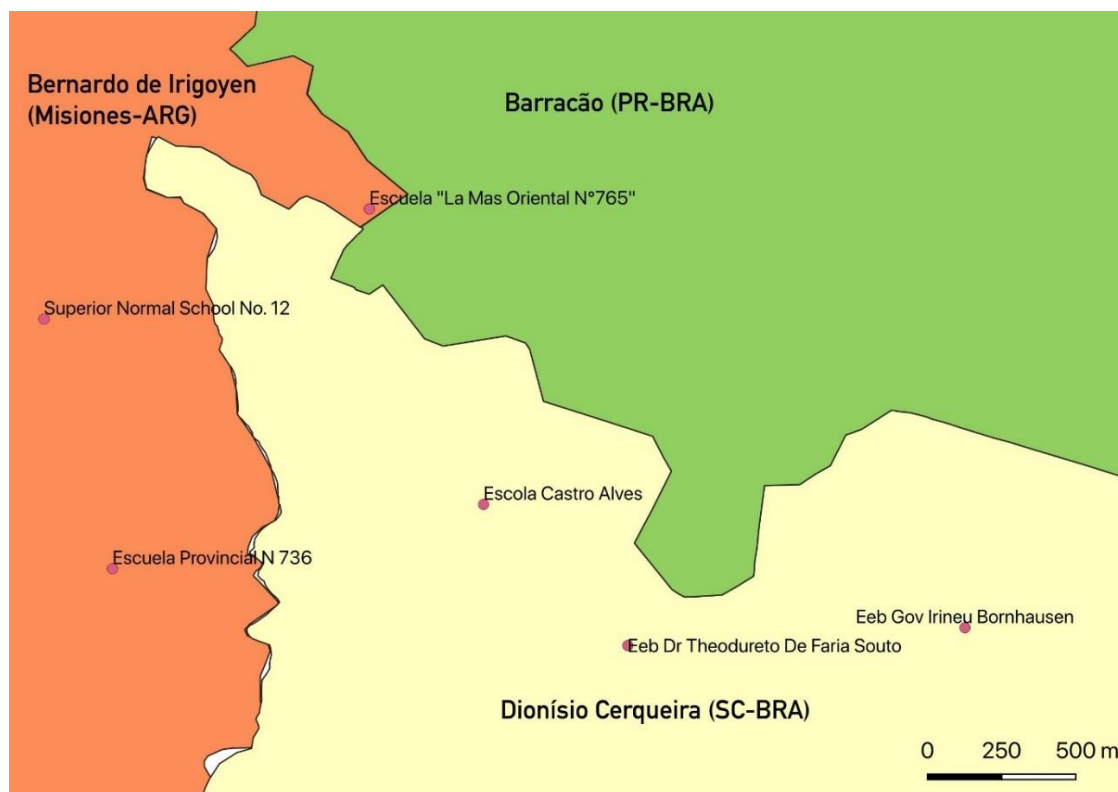 Bernardo de Irigoyen
(Misiones-ARG)
Barracão (PR-BRA)
Escuela "La Mas Oriental N°765"
Superior Normal School No. 12
Escola Castro Alves
Escuela Provincial N 736
Eeb Gov Irineu Bornhausen
Eeb Dr Theodureto De Faria Souto
Dionísio Cerqueira (SC-BRA)
0 250 500 m